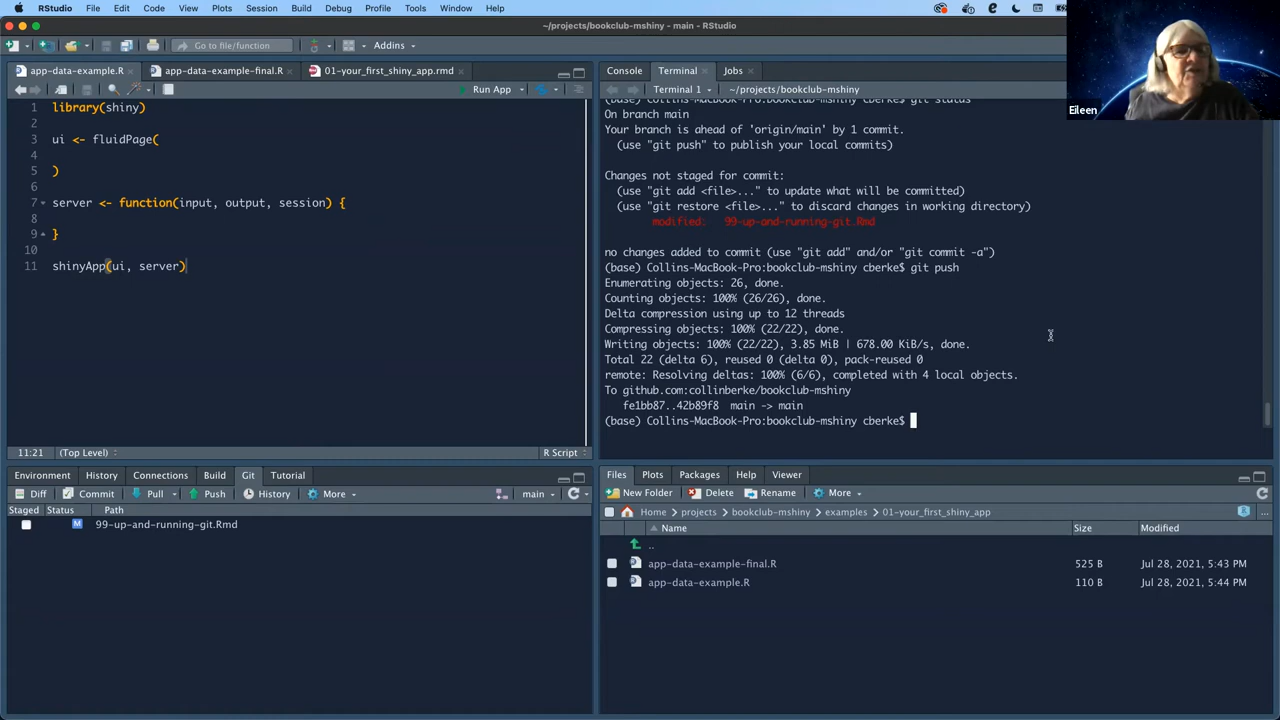 RStudio File Edit Code View Plots Session Build Debug Profile Tools Window Help
~/projects/bookclub-mshiny - main - RStudio
Go to file/function Addins
app-data-example.R app-data-example-final.R 01-your_first_shiny_app.rmd
Run App
1 library(shiny)
2
3 ui <- fluidPage(
4
5 )
6
7 server <- function(input, output, session) {
8
9 }
10
11 shinyApp(ui, server)
11:21 (Top Level) R Script
Console Terminal Jobs
Terminal 1 ~/projects/bookclub-mshiny
(base) Collins-MacBook-Pro:bookclub-mshiny cberke$ git status
On branch main
Your branch is ahead of 'origin/main' by 1 commit.
(use "git push" to publish your local commits)
Changes not staged for commit:
(use "git add <file>..." to update what will be committed)
(use "git restore <file>..." to discard changes in working directory)
modified: 99-up-and-running-git.Rmd
no changes added to commit (use "git add" and/or "git commit -a")
(base) Collins-MacBook-Pro:bookclub-mshiny cberke$ git push
Enumerating objects: 26, done.
Counting objects: 100% (26/26), done.
Delta compression using up to 12 threads
Compressing objects: 100% (22/22), done.
Writing objects: 100% (22/22), 3.85 MiB | 678.00 KiB/s, done.
Total 22 (delta 6), reused 0 (delta 0), pack-reused 0
remote: Resolving deltas: 100% (6/6), completed with 4 local objects.
To github.com:collinberke/bookclub-mshiny
fe1bb87..42b89f8 main -> main
(base) Collins-MacBook-Pro:bookclub-mshiny cberke$
Eileen
Environment History Connections Build Git Tutorial
Diff Commit Pull Push History More main
Staged Status Path
M 99-up-and-running-git.Rmd
Files Plots Packages Help Viewer
New Folder Delete Rename More
Home projects bookclub-mshiny examples 01-your_first_shiny_app ...
Name Size Modified
..
app-data-example-final.R 525 B Jul 28, 2021, 5:43 PM
app-data-example.R 110 B Jul 28, 2021, 5:44 PM